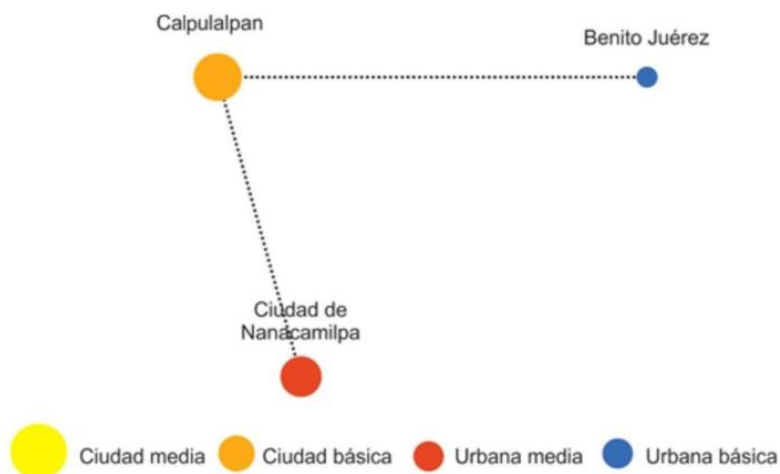 Calpulalpan
Benito Juérez
Ciudad de
Nanacamilpa
Ciudad media
Ciudad básica
Urbana media
Urbana básica